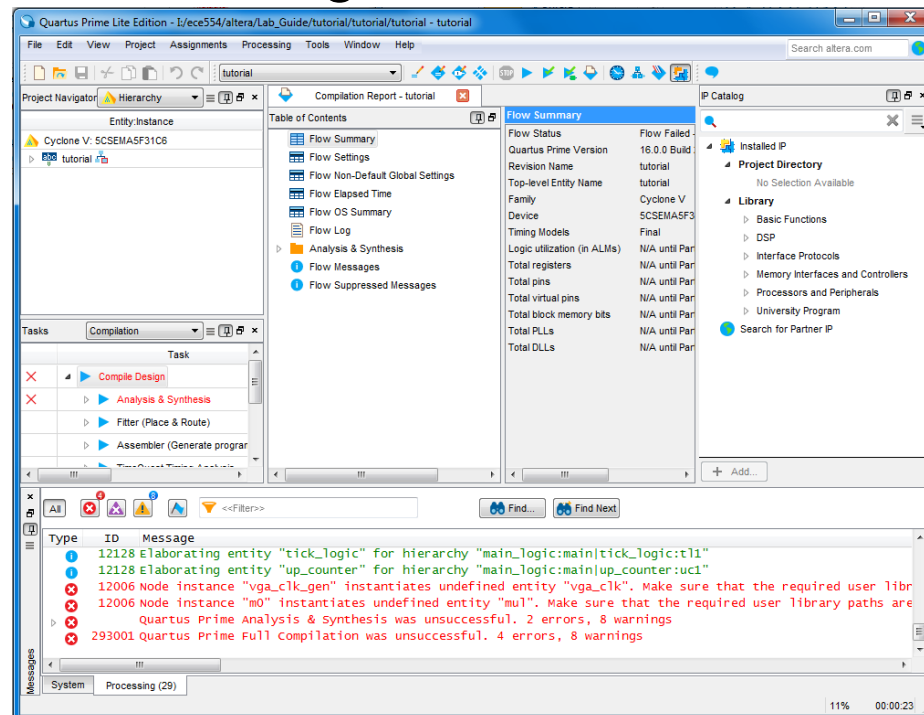 Quartus Prime Lite Edition - I:/ece554/altera/Lab_Guide/tutorial/tutorial/tutorial - tutorial
File Edit View Project Assignments Processing Tools Window Help
Search altera.com
tutorial
Project Navigator Hierarchy
Entity:Instance
Cyclone V: 5CSEMA5F31C6
tutorial
Tasks Compilation
Task
Compile Design
Analysis & Synthesis
Fitter (Place & Route)
Assembler (Generate program
TimeQuest Timing Analysis
Compilation Report - tutorial
Table of Contents
Flow Summary
Flow Settings
Flow Non-Default Global Settings
Flow Elapsed Time
Flow OS Summary
Flow Log
Analysis & Synthesis
Flow Messages
Flow Suppressed Messages
Flow Summary
Flow Status Flow Failed -
Quartus Prime Version 16.0.0 Build
Revision Name tutorial
Top-level Entity Name tutorial
Family Cyclone V
Device 5CSEMA5F3
Timing Models Final
Logic utilization (in ALMs) N/A until Par
Total registers N/A until Par
Total pins N/A until Par
Total virtual pins N/A until Par
Total block memory bits N/A until Par
Total PLLs N/A until Par
Total DLLs N/A until Par
IP Catalog
Installed IP
Project Directory
No Selection Available
Library
Basic Functions
DSP
Interface Protocols
Memory Interfaces and Controllers
Processors and Peripherals
University Program
Search for Partner IP
+ Add...
All 4 8 <<Filter>> Find... Find Next
Type ID Message
12128 Elaborating entity "tick_logic" for hierarchy "main_logic:main|tick_logic:tl1"
12128 Elaborating entity "up_counter" for hierarchy "main_logic:main|up_counter:uc1"
12006 Node instance "vga_clk_gen" instantiates undefined entity "vga_clk". Make sure that the required user libr
12006 Node instance "m0" instantiates undefined entity "mul". Make sure that the required user library paths are
Quartus Prime Analysis & Synthesis was unsuccessful. 2 errors, 8 warnings
293001 Quartus Prime Full Compilation was unsuccessful. 4 errors, 8 warnings
Messages
System Processing (29)
11% 00:00:23